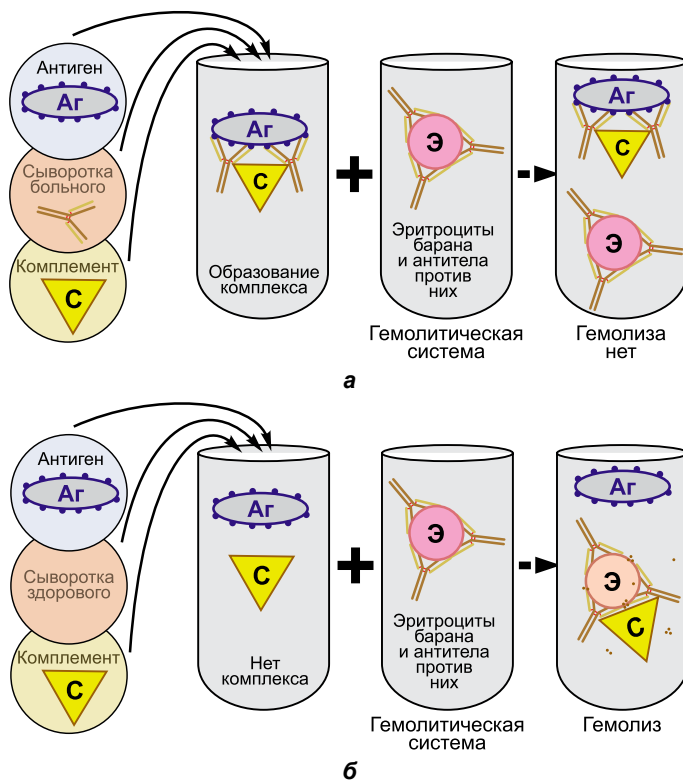 Антиген
Аг
Сыворотка
больного
Комплемент
С
Аг
С
Образование
комплекса
+
Э
Эритроциты
барана
и антитела
против
них
Гемолитическая
система
Аг
С
Э
Гемолиза
нет
а
Антиген
Аг
Сыворотка
здорового
Комплемент
С
Аг
С
Нет
комплекса
+
Э
Эритроциты
барана
и антитела
против
них
Гемолитическая
система
Аг
Э
С
Гемолиз
б